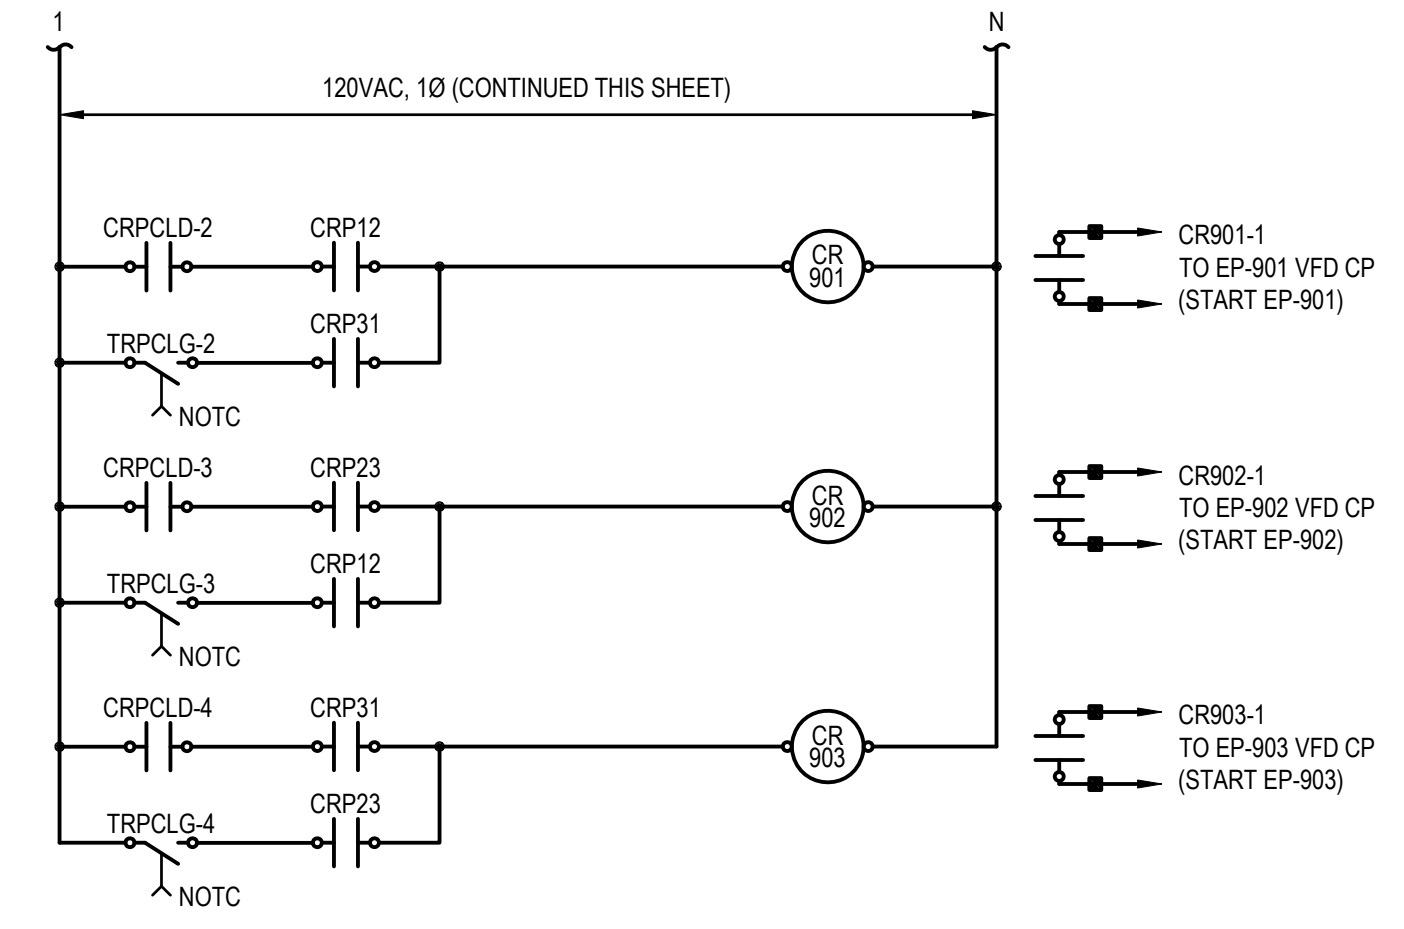 1
N
120VAC, 1Ø (CONTINUED THIS SHEET)
CRPCLD-2
CRP12
CR
901
CR901-1
TO EP-901 VFD CP
(START EP-901)
TRPCLG-2
CRP31
NOTC
CRPCLD-3
CRP23
CR
902
CR902-1
TO EP-902 VFD CP
(START EP-902)
TRPCLG-3
CRP12
NOTC
CRPCLD-4
CRP31
CR
903
CR903-1
TO EP-903 VFD CP
(START EP-903)
TRPCLG-4
CRP23
NOTC